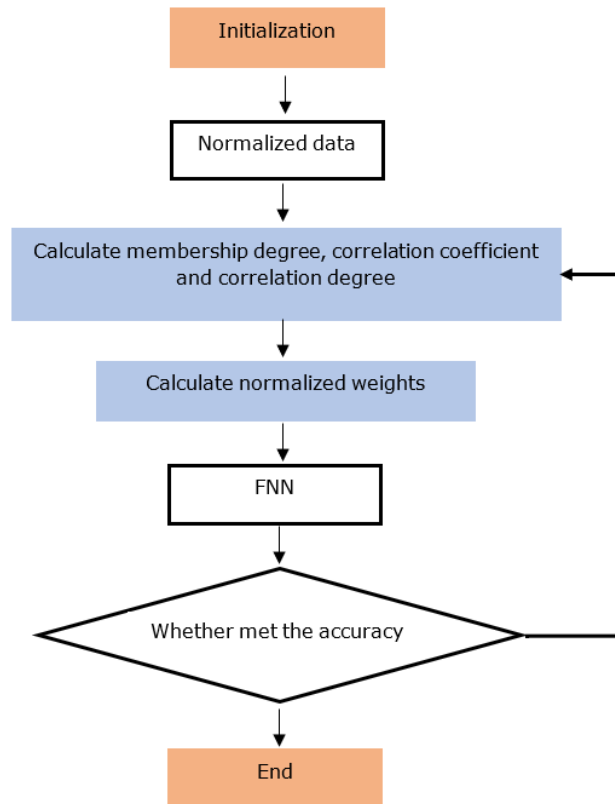 Initialization
Normalized data
Calculate membership degree, correlation coefficient
and correlation degree
Calculate normalized weights
FNN
Whether met the accuracy
End